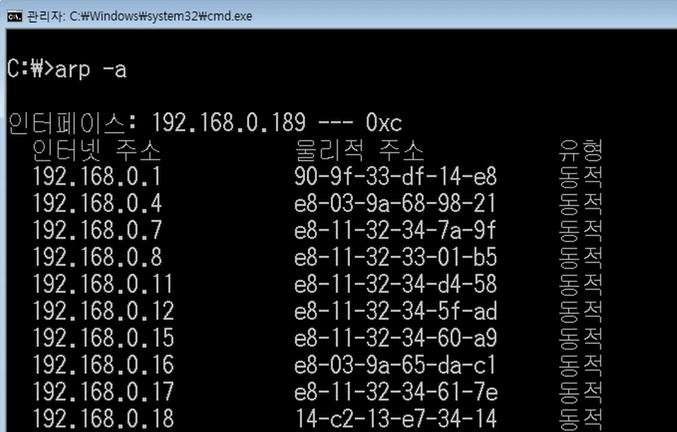 관리자: C:₩Windows₩system32₩cmd.exe
C:₩>arp -a
인터페이스: 192.168.0.189 --- 0xc
인터넷 주소 물리적 주소 유형
192.168.0.1 90-9f-33-df-14-e8 동적
192.168.0.4 e8-03-9a-68-98-21 동적
192.168.0.7 e8-11-32-34-7a-9f 동적
192.168.0.8 e8-11-32-33-01-b5 동적
192.168.0.11 e8-11-32-34-d4-58 동적
192.168.0.12 e8-11-32-34-5f-ad 동적
192.168.0.15 e8-11-32-34-60-a9 동적
192.168.0.16 e8-03-9a-65-da-c1 동적
192.168.0.17 e8-11-32-34-61-7e 동적
192.168.0.18 14-c2-13-e7-34-14 동적